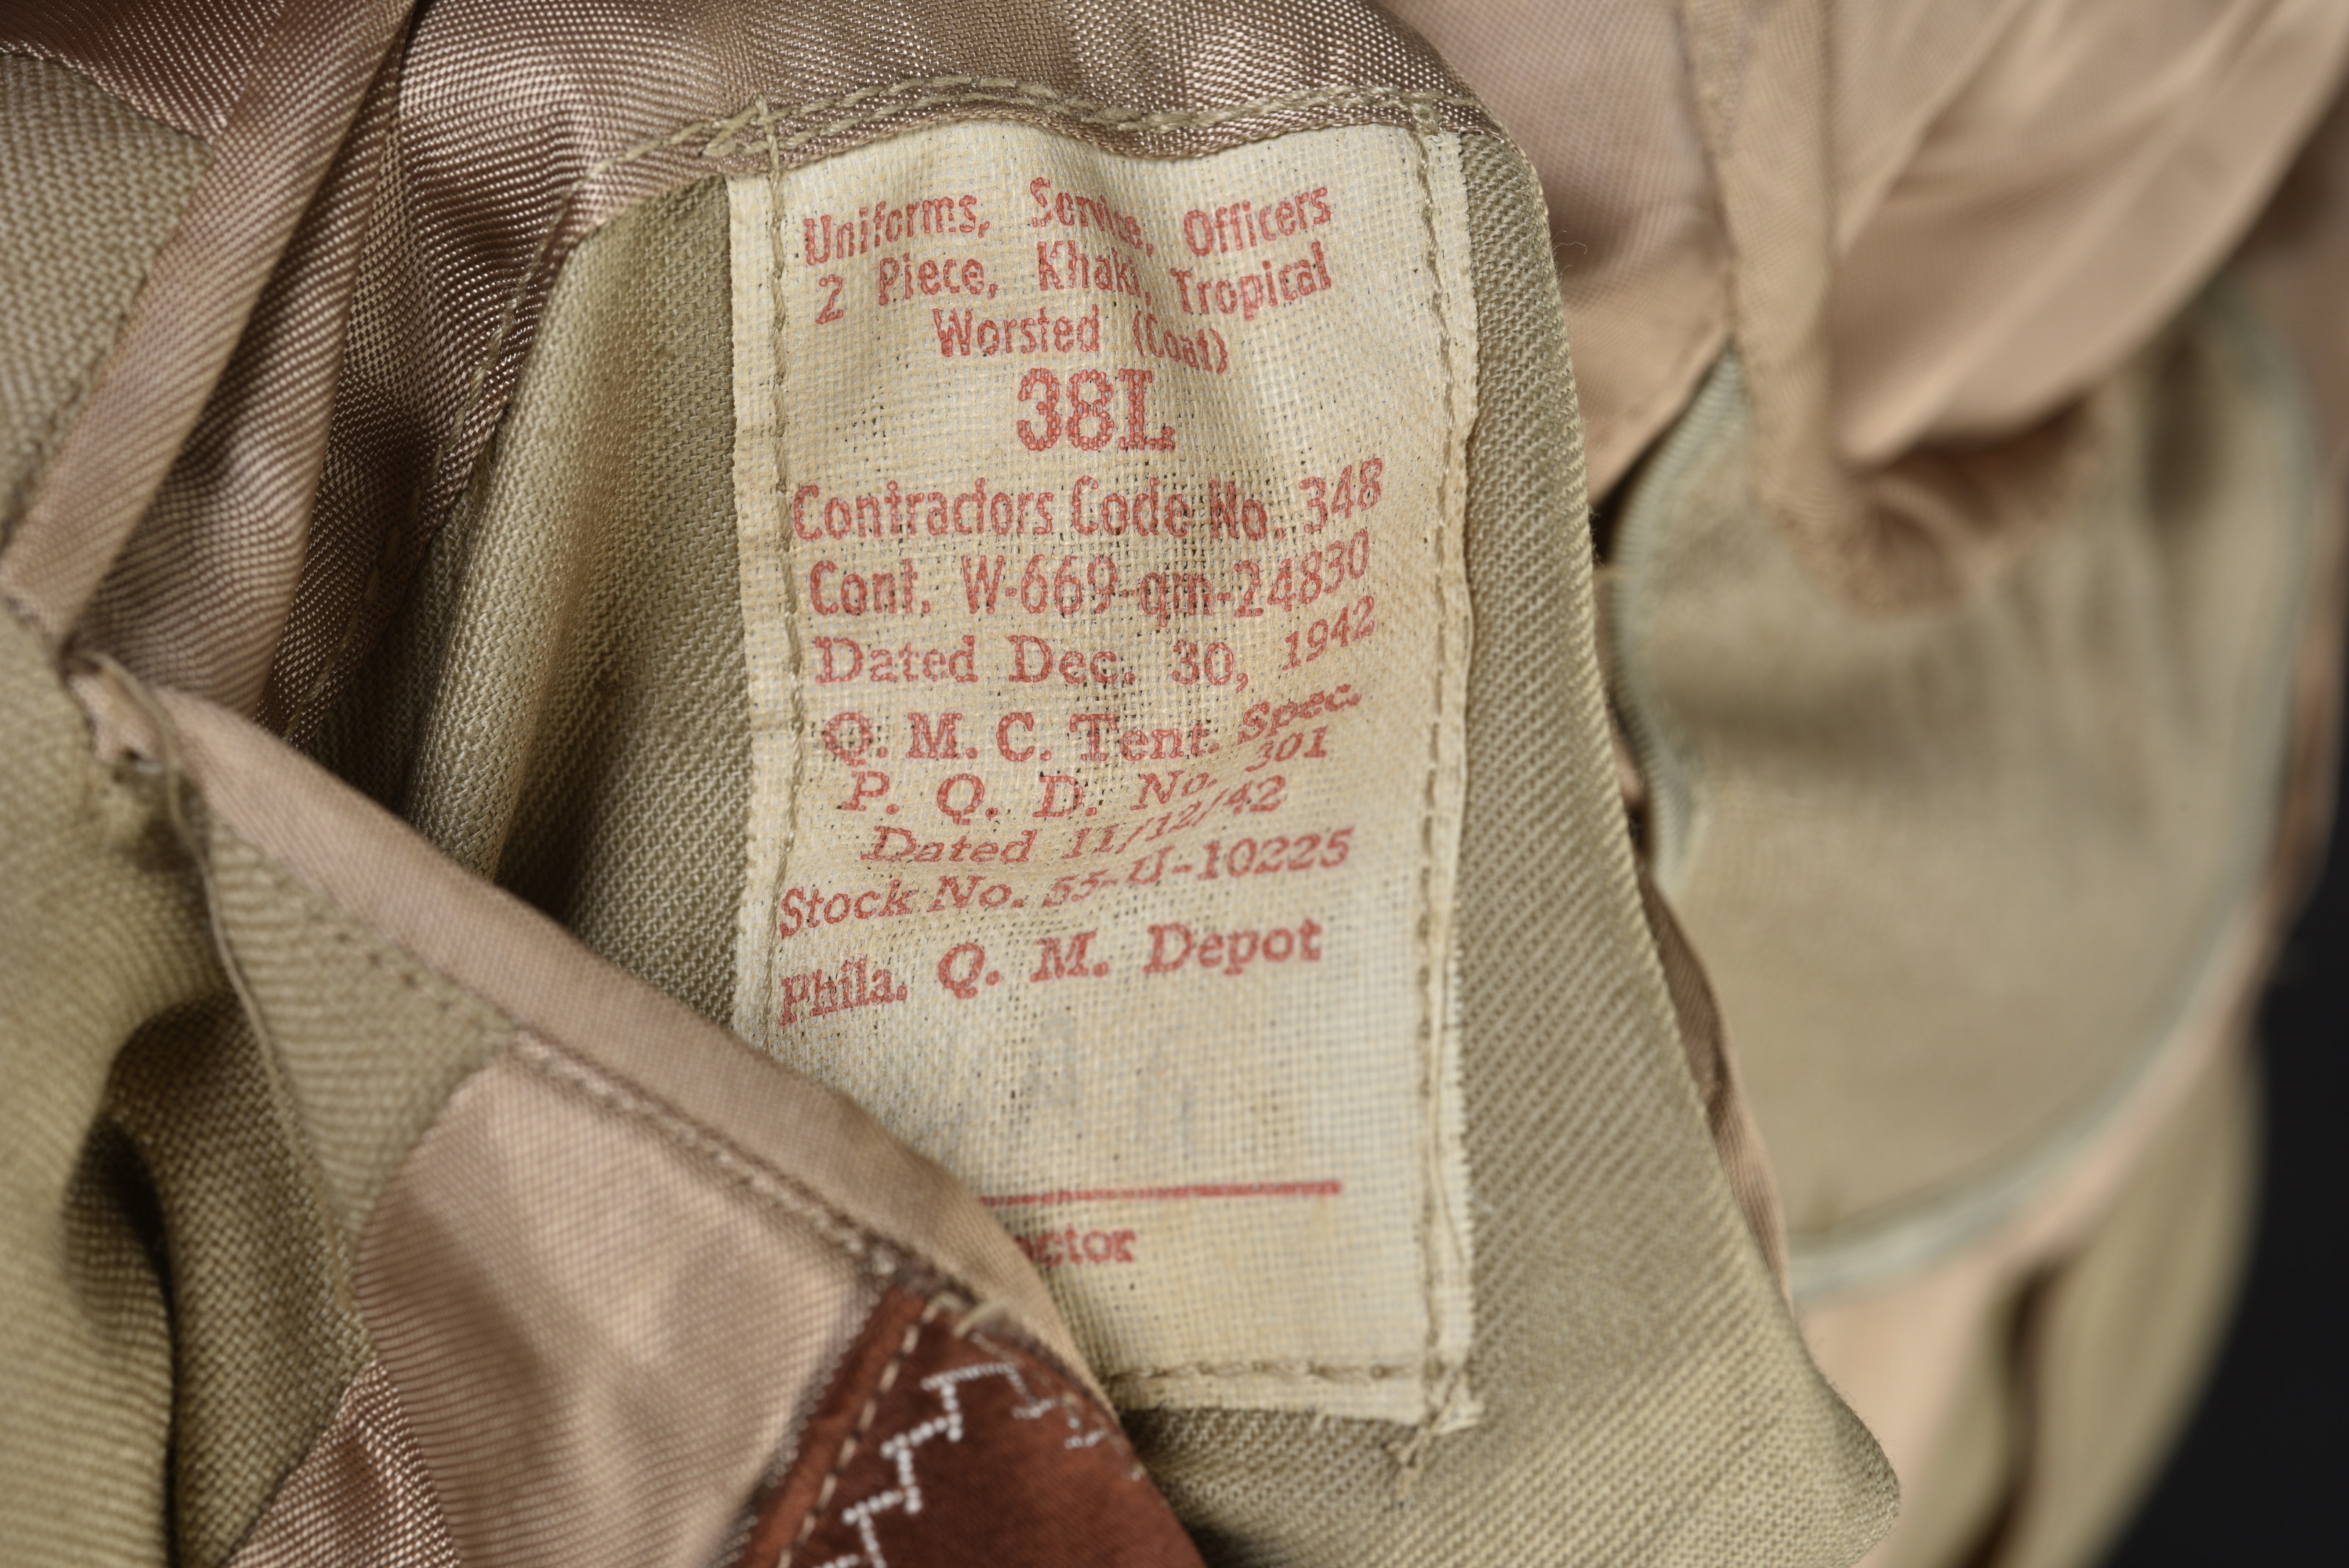 Uniforms, Service, Officers
2 Piece, Khaki, Tropical
Worsted (Coat)
38L
Contractors Code No. 348
Cont. W-669-qm-24830
Dated Dec. 30, 1942
Q. M. C. Tent. Spec.
P. Q. D. No. 301
Dated 11/12/42
Stock No. 55-U-10225
Phila. Q. M. Depot
ctor